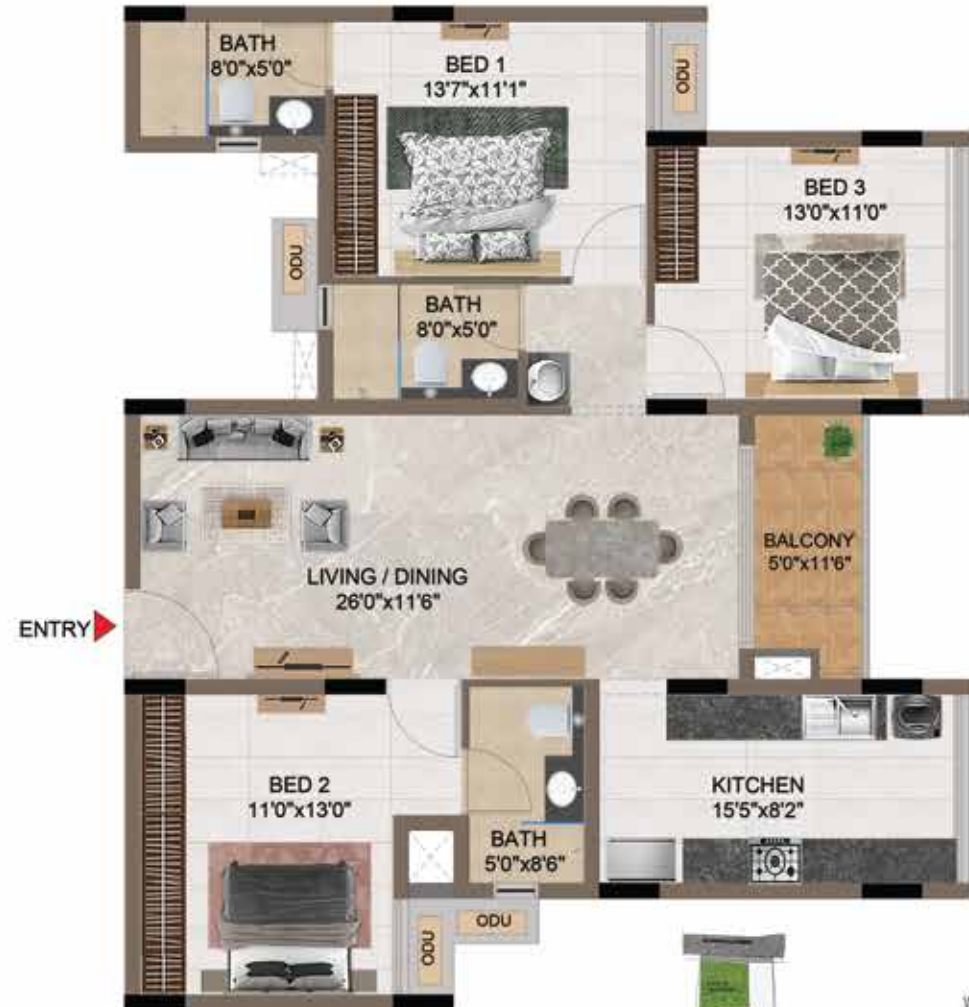 BATH
8'0"x5'0"
BED 1
13'7"x11'1"
ODU
BED 3
13'0"x11'0"
ODU
BATH
8'0"x5'0"
LIVING / DINING
26'0"x11'6"
BALCONY
5'0"x11'6"
ENTRY
BED 2
11'0"x13'0"
KITCHEN
15'5"x8'2"
BATH
5'0"x8'6"
ODU
ODU